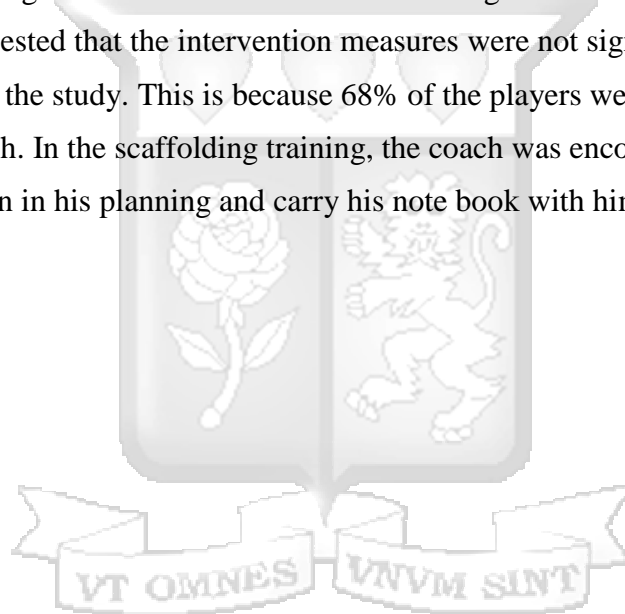 ested that the intervention measures were not sig
the study. This is because 68% of the players we
h. In the scaffolding training, the coach was enco
n in his planning and carry his note book with him
VT OMNES VNVM SINT